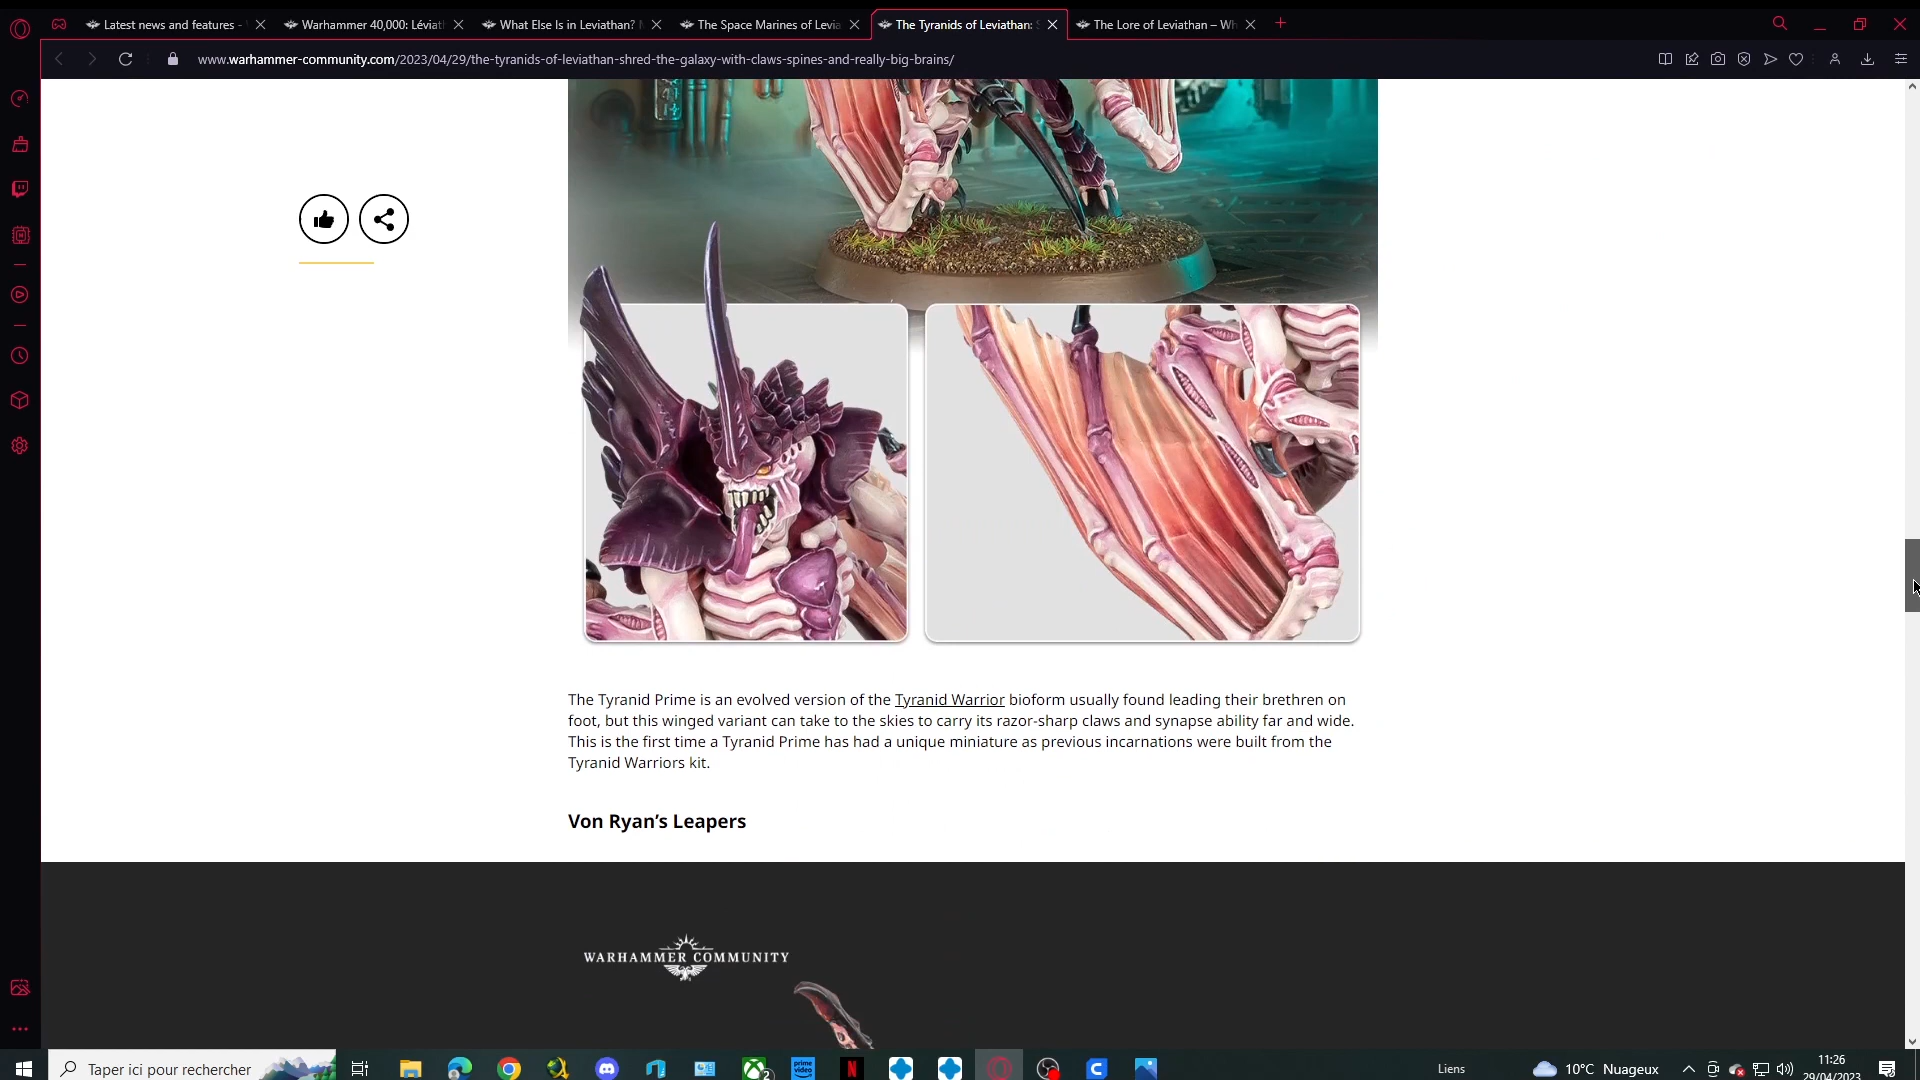 Latest news and features -
Warhammer 40,000: Léviat
What Else Is in Leviathan?
The Space Marines of Levia
The Tyranids of Leviathan:
The Lore of Leviathan – Wh
www.warhammer-community.com/2023/04/29/the-tyranids-of-leviathan-shred-the-galaxy-with-claws-spines-and-really-big-brains/
The Tyranid Prime is an evolved version of the Tyranid Warrior bioform usually found leading their brethren on
foot, but this winged variant can take to the skies to carry its razor-sharp claws and synapse ability far and wide.
This is the first time a Tyranid Prime has had a unique miniature as previous incarnations were built from the
Tyranid Warriors kit.
Von Ryan’s Leapers
WARHAMMER COMMUNITY
Taper ici pour rechercher
prime video
N
2
C
Liens
10°C Nuageux
11:26
29/04/2023